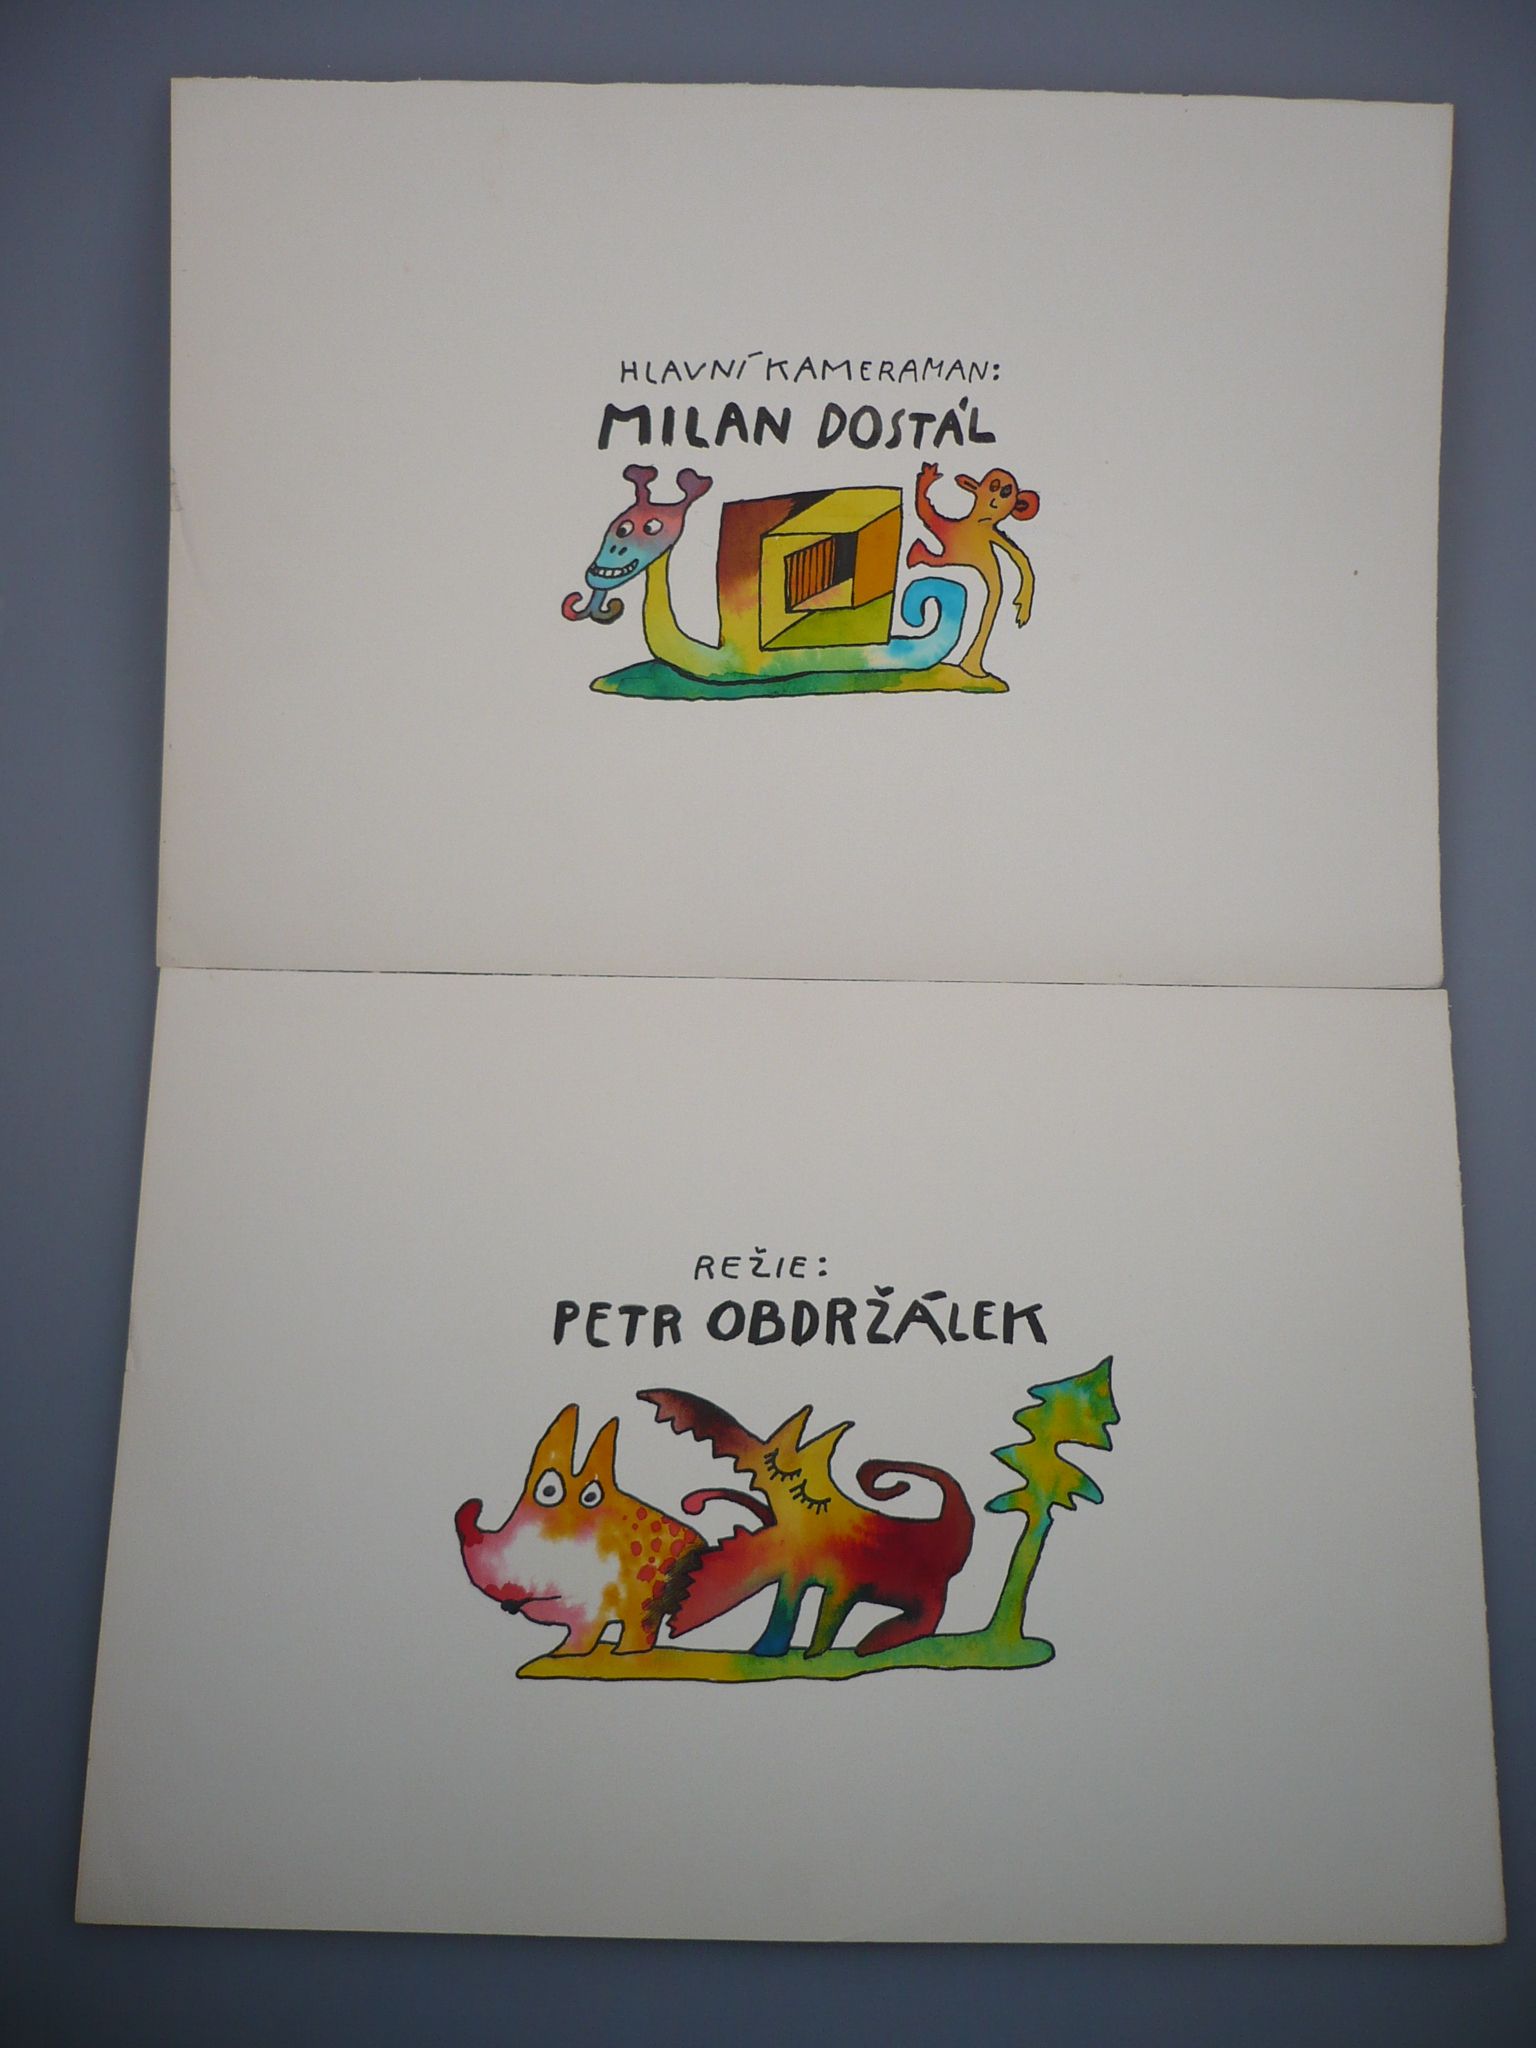 HLAVNÍ KAMERAMAN:
MILAN DOSTÁL
REŽIE:
PETR OBDRŽÁLEK